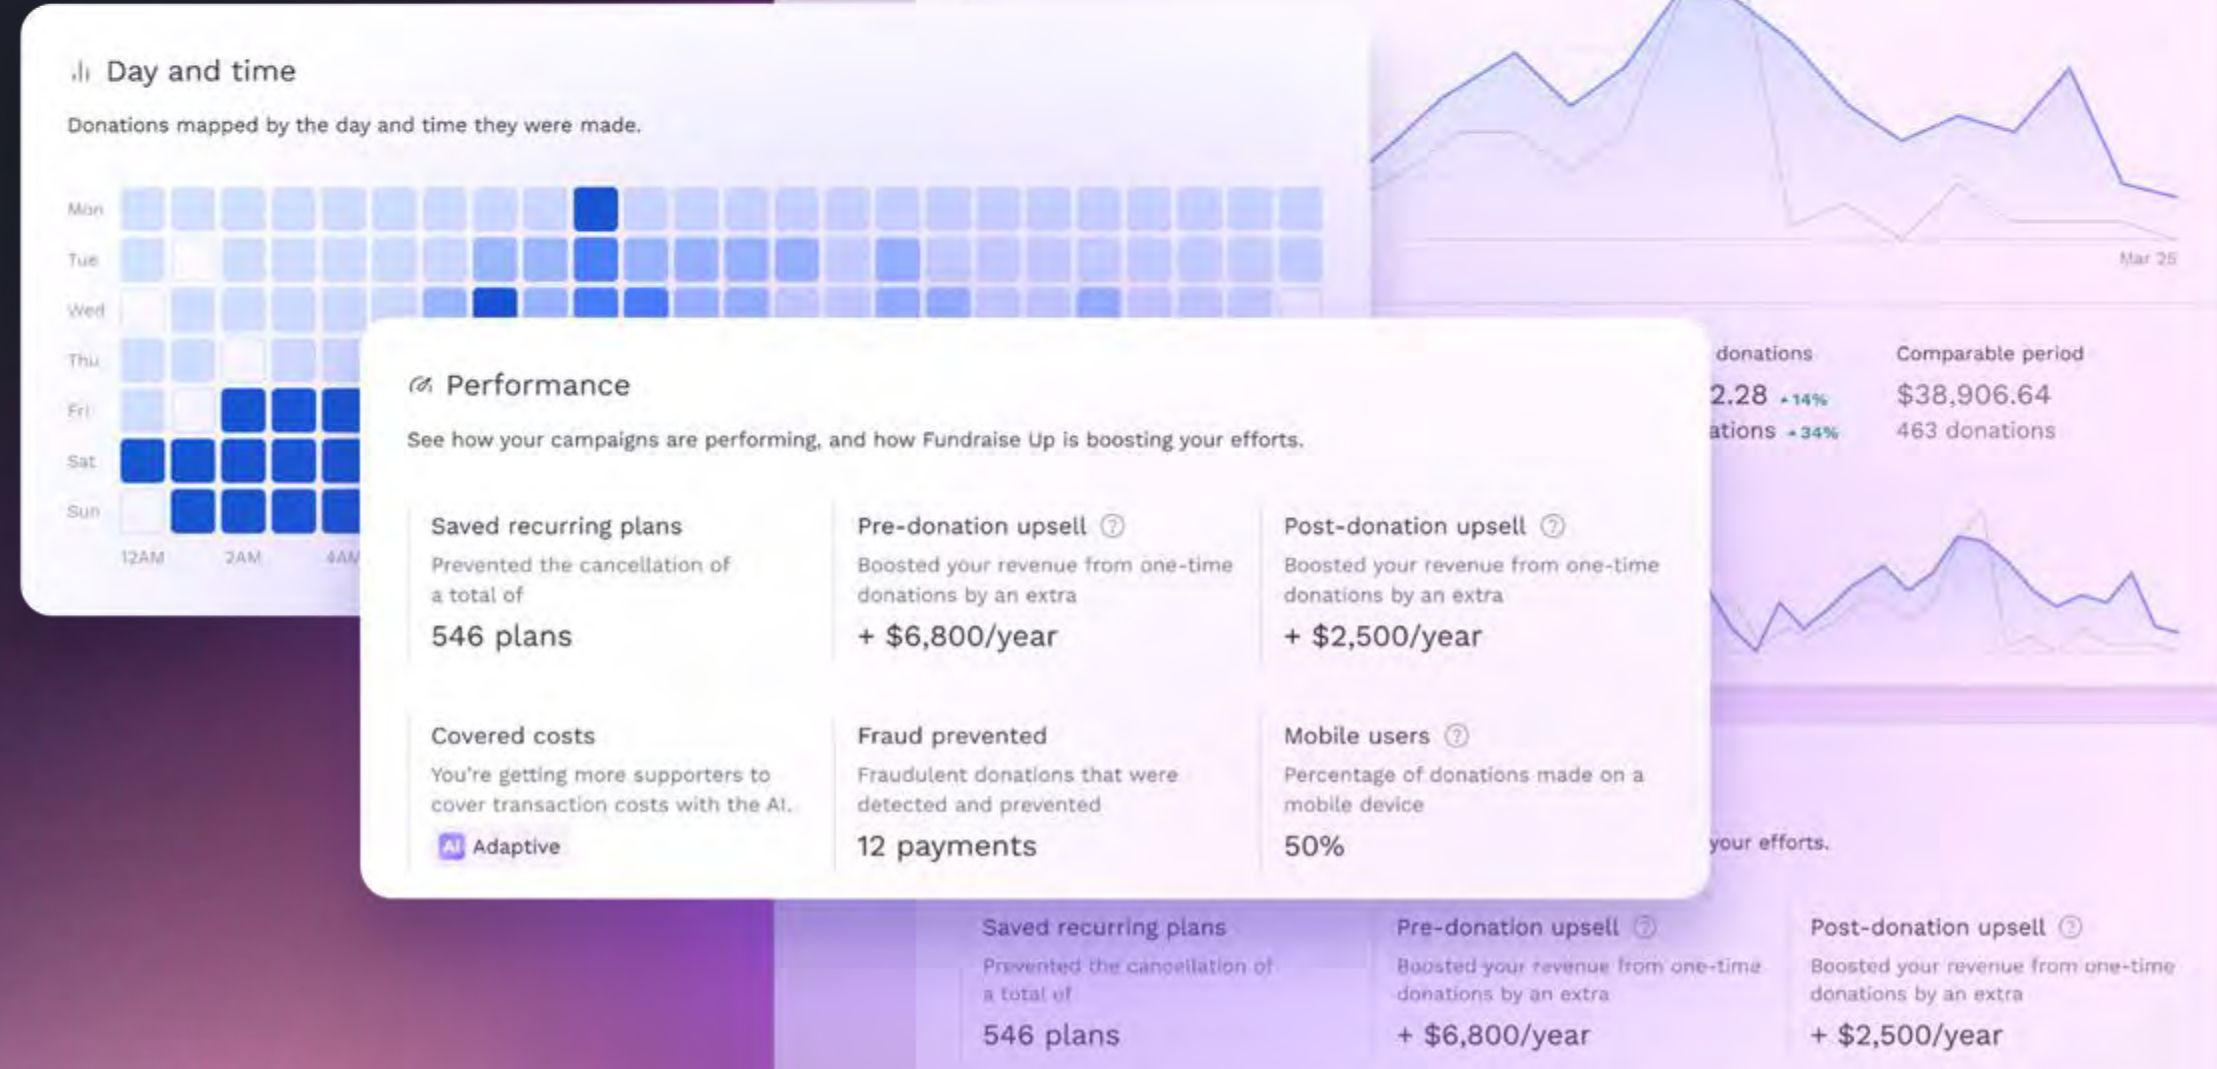 Day and time
Donations mapped by the day and time they were made.
Mon
Tue
Wed
Thu
Fri
Sat
Sun
12AM 2AM 4AM
Mar 25
donations Comparable period
2.28 14% $38,906.64
ations 34% 463 donations
Performance
See how your campaigns are performing, and how Fundraise Up is boosting your efforts.
Saved recurring plans
Prevented the cancellation of
a total of
546 plans
Pre-donation upsell ?
Boosted your revenue from one-time
donations by an extra
+ $6,800/year
Post-donation upsell ?
Boosted your revenue from one-time
donations by an extra
+ $2,500/year
Covered costs
You're getting more supporters to
cover transaction costs with the AI.
AI Adaptive
Fraud prevented
Fraudulent donations that were
detected and prevented
12 payments
Mobile users ?
Percentage of donations made on a
mobile device
50%
your efforts.
Saved recurring plans
Prevented the cancellation of
a total of
546 plans
Pre-donation upsell ?
Boosted your revenue from one-time
donations by an extra
+ $6,800/year
Post-donation upsell ?
Boosted your revenue from one-time
donations by an extra
+ $2,500/year